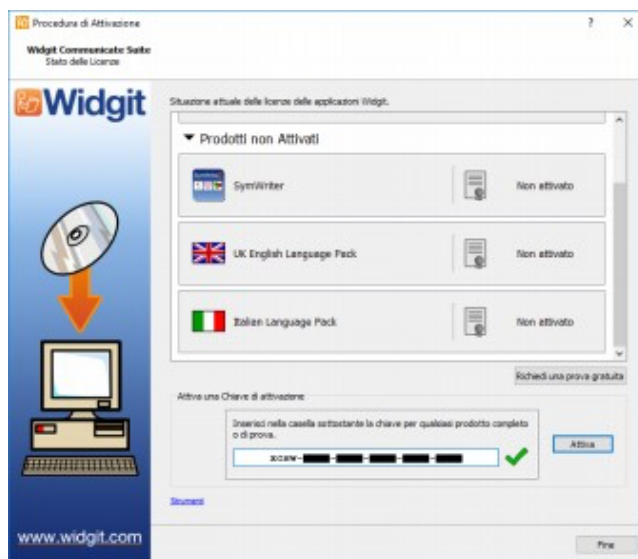 Procedura di Attivazione
Widgit Communicate Suite
Stato delle Licenze
Widgit
Situazione attuale delle licenze delle applicazioni Widgit.
Prodotti non Attivati
SymWriter
Non attivato
UK English Language Pack
Non attivato
Italian Language Pack
Non attivato
Richiedi una prova gratuita
Attiva una Chiave di attivazione
Inserisci nella casella sottostante la chiave per qualsiasi prodotto completo
o di prova.
Attiva
Strumenti
www.widgit.com
Fine